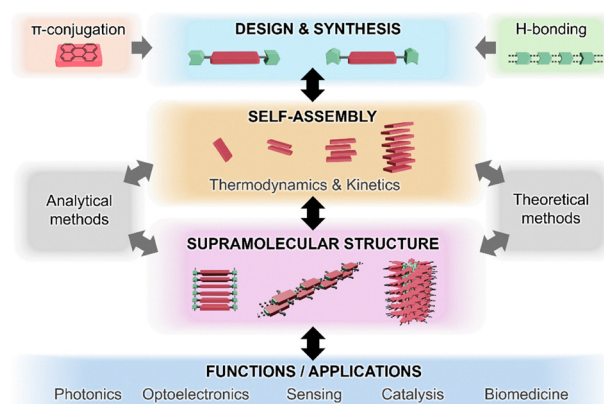 π-conjugation
DESIGN & SYNTHESIS
H-bonding
SELF-ASSEMBLY
Thermodynamics & Kinetics
Analytical
methods
Theoretical
methods
SUPRAMOLECULAR STRUCTURE
FUNCTIONS / APPLICATIONS
Photonics Optoelectronics Sensing Catalysis Biomedicine